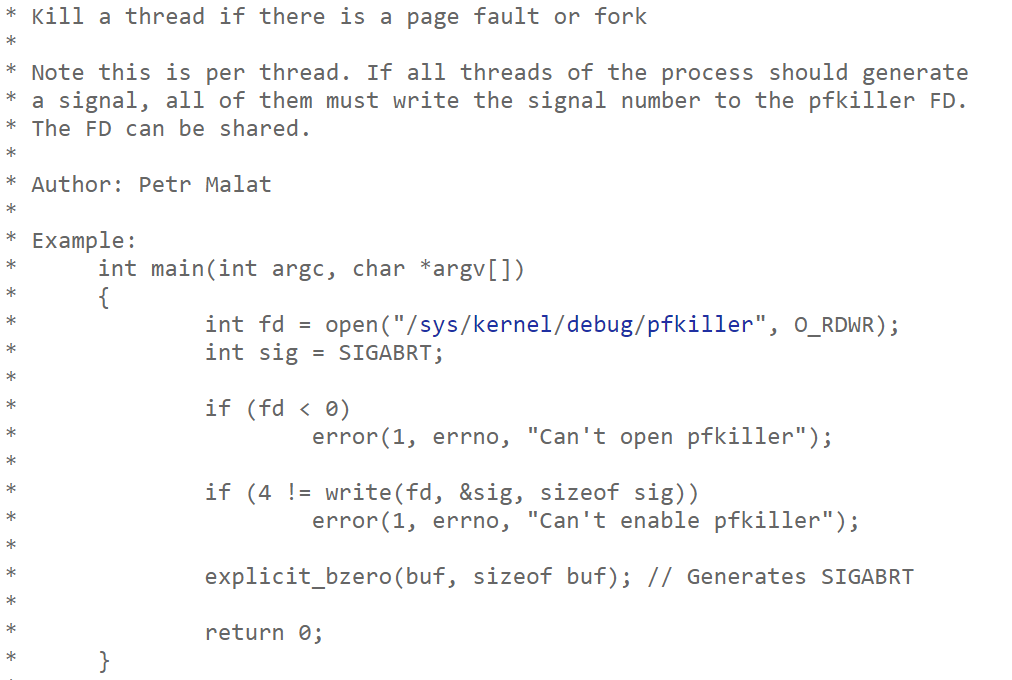 * Kill a thread if there is a page fault or fork
*
* Note this is per thread. If all threads of the process should generate
* a signal, all of them must write the signal number to the pfkiller FD.
* The FD can be shared.
*
* Author: Petr Malat
*
* Example:
*      int main(int argc, char *argv[])
*      {
*              int fd = open("/sys/kernel/debug/pfkiller", O_RDWR);
*              int sig = SIGABRT;
*
*              if (fd < 0)
*                      error(1, errno, "Can't open pfkiller");
*
*              if (4 != write(fd, &sig, sizeof sig))
*                      error(1, errno, "Can't enable pfkiller");
*
*              explicit_bzero(buf, sizeof buf); // Generates SIGABRT
*
*              return 0;
*      }